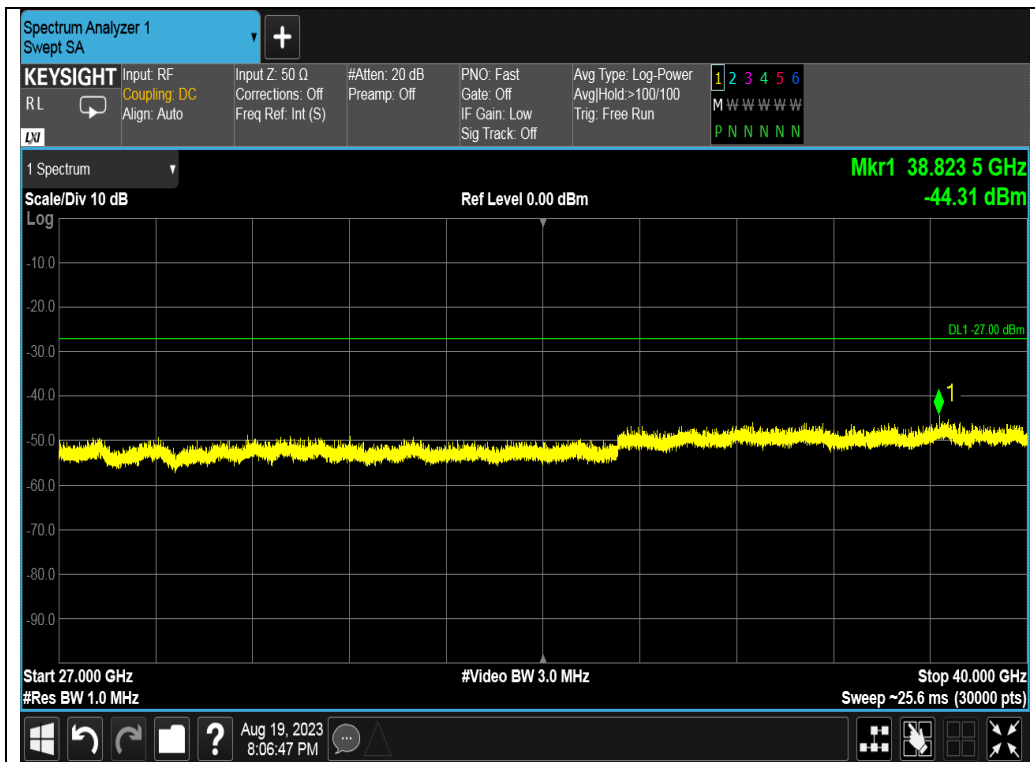 Spectrum Analyzer 1
Swept SA
+
KEYSIGHT
RL
LXI
Input: RF
Coupling: DC
Align: Auto
Input Z: 50 Ω
Corrections: Off
Freq Ref: Int (S)
#Atten: 20 dB
Preamp: Off
PNO: Fast
Gate: Off
IF Gain: Low
Sig Track: Off
Avg Type: Log-Power
Avg|Hold:>100/100
Trig: Free Run
1 2 3 4 5 6
M W W W W W
P N N N N N
1 Spectrum
Mkr1 38.823 5 GHz
-44.31 dBm
Scale/Div 10 dB
Ref Level 0.00 dBm
Log
-10.0
-20.0
DL1 -27.00 dBm
-30.0
-40.0
1
-50.0
-60.0
-70.0
-80.0
-90.0
Start 27.000 GHz
#Video BW 3.0 MHz
Stop 40.000 GHz
#Res BW 1.0 MHz
Sweep ~25.6 ms (30000 pts)
?
Aug 19, 2023
8:06:47 PM